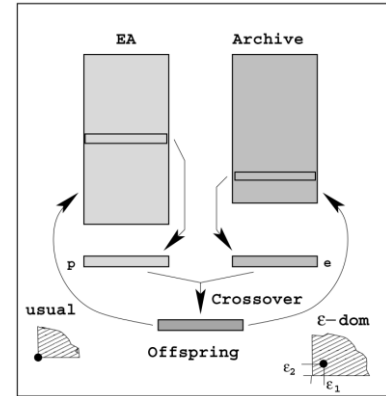 EA Archive
p e
Crossover
usual ε-dom
Offspring
ε2
ε1